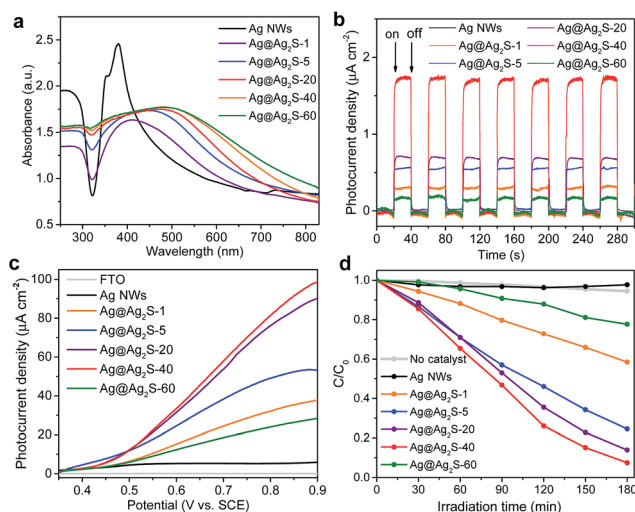 a
Absorbance (a.u.)
2.5
2.0
1.5
1.0
0.5
300 400 500 600 700 800
Wavelength (nm)
Ag NWs
Ag@Ag₂S-1
Ag@Ag₂S-5
Ag@Ag₂S-20
Ag@Ag₂S-40
Ag@Ag₂S-60
b
Photocurrent density (µA cm⁻²)
2
1
0
0 20 40 60 80 100 120 140 160 180 200 220 240 260 280 300
Time (s)
Ag NWs Ag@Ag₂S-20
Ag@Ag₂S-1 Ag@Ag₂S-40
Ag@Ag₂S-5 Ag@Ag₂S-60
on off
c
Photocurrent density (µA cm⁻²)
100
80
60
40
20
0
0.4 0.5 0.6 0.7 0.8 0.9
Potential (V vs. SCE)
FTO
Ag NWs
Ag@Ag₂S-1
Ag@Ag₂S-5
Ag@Ag₂S-20
Ag@Ag₂S-40
Ag@Ag₂S-60
d
C/C₀
1.0
0.8
0.6
0.4
0.2
0.0
0 30 60 90 120 150 180
Irradiation time (min)
No catalyst
Ag NWs
Ag@Ag₂S-1
Ag@Ag₂S-5
Ag@Ag₂S-20
Ag@Ag₂S-40
Ag@Ag₂S-60